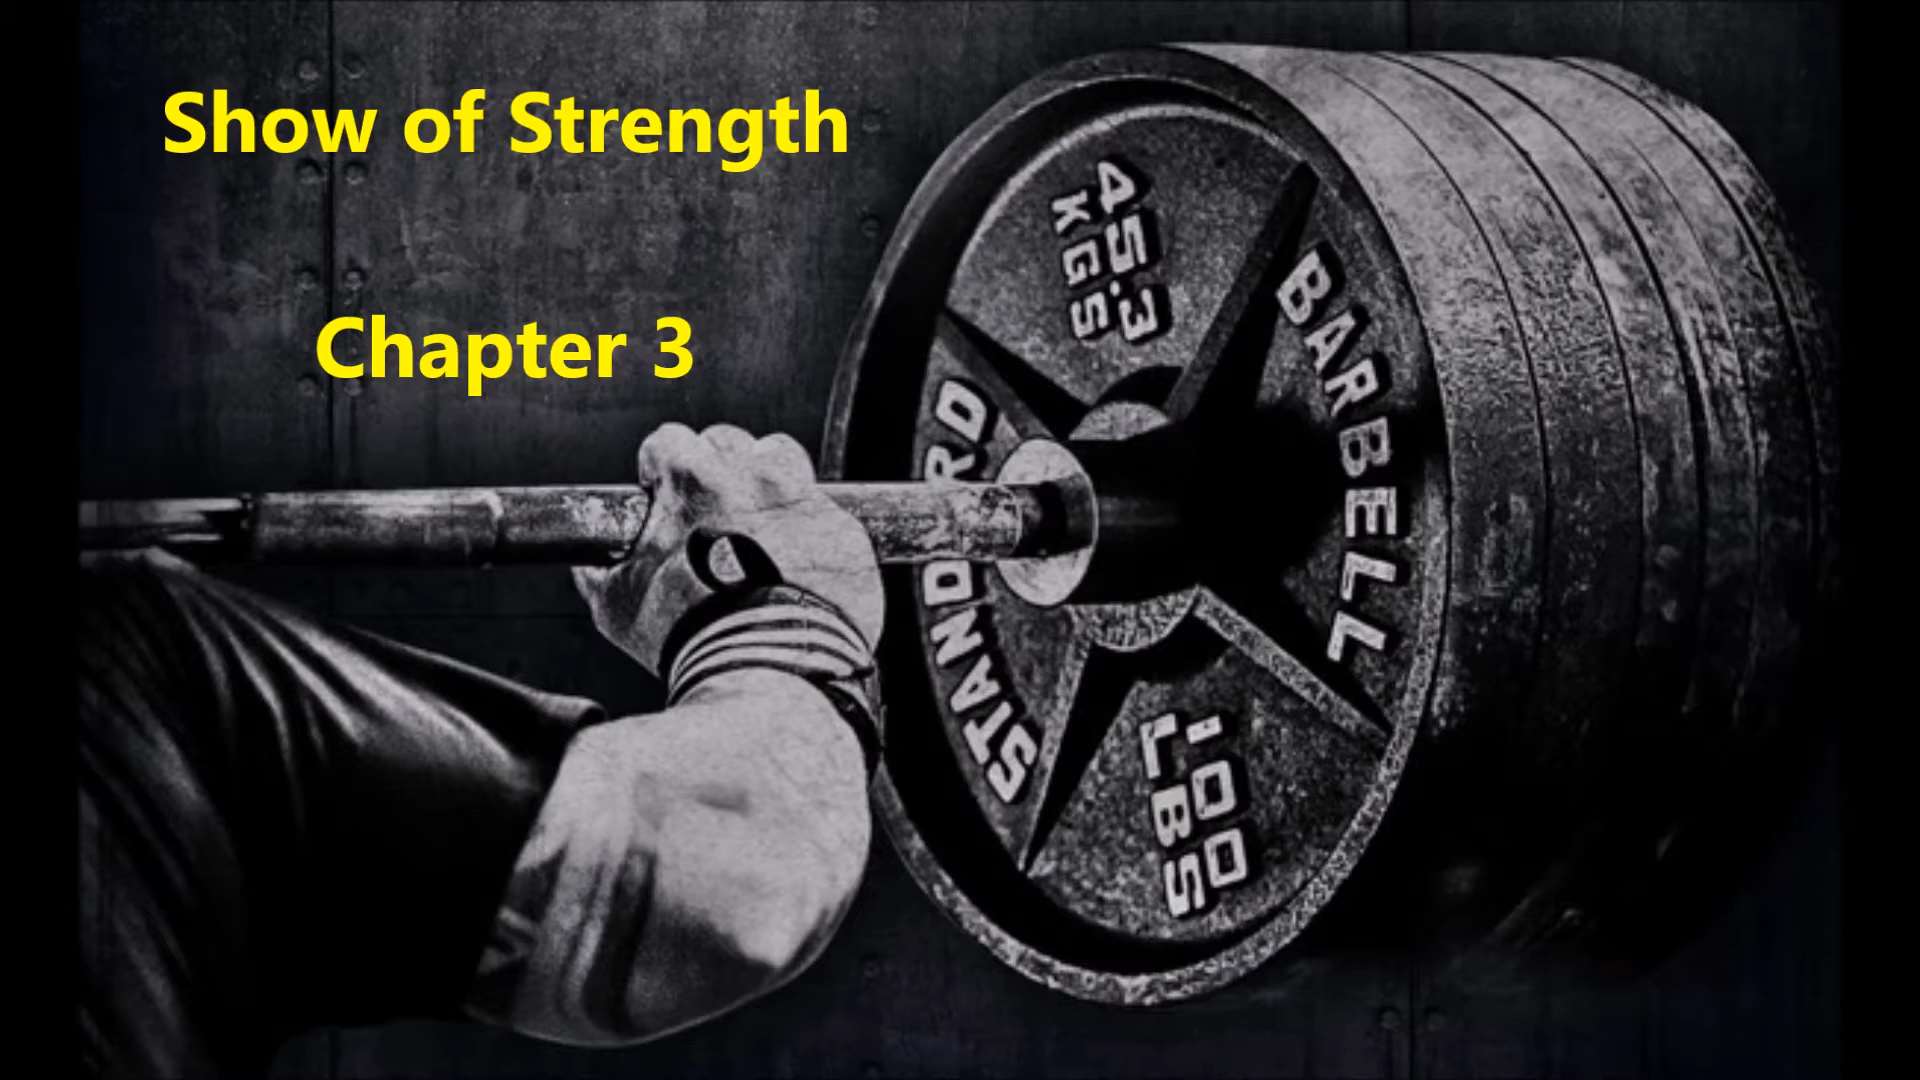 Show of Strength
Chapter 3
45.3
KGS
BARBELL
STANDARD
100
LBS